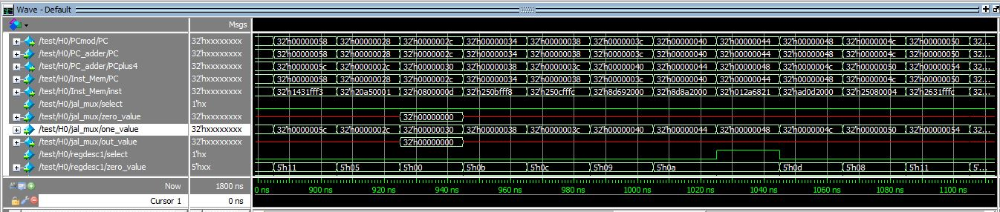 Wave - Default
Msgs
/test/H0/PCmod/PC 32'hxxxxxxxx 32'h00000058 32'h00000028 32'h0000002c 32'h00000034 32'h00000038 32'h0000003c 32'h00000040 32'h00000044 32'h00000048 32'h0000004c 32'h00000050 32...
/test/H0/PC_adder/PC 32'hxxxxxxxx 32'h00000058 32'h00000028 32'h0000002c 32'h00000034 32'h00000038 32'h0000003c 32'h00000040 32'h00000044 32'h00000048 32'h0000004c 32'h00000050 32...
/test/H0/PC_adder/PCplus4 32'hxxxxxxxx 32'h0000005c 32'h0000002c 32'h00000030 32'h00000038 32'h0000003c 32'h00000040 32'h00000044 32'h00000048 32'h0000004c 32'h00000050 32'h00000054 32...
/test/H0/Inst_Mem/PC 32'hxxxxxxxx 32'h00000058 32'h00000028 32'h0000002c 32'h00000034 32'h00000038 32'h0000003c 32'h00000040 32'h00000044 32'h00000048 32'h0000004c 32'h00000050 32...
/test/H0/Inst_Mem/inst 32'hxxxxxxxx 32'h1431fff3 32'h20a50001 32'h0800000d 32'h250bfff8 32'h250cfffc 32'h8d692000 32'h8d8a2000 32'h012a6821 32'had0d2000 32'h25080004 32'h2631fffc 32...
/test/H0/jal_mux/select 1'hx
/test/H0/jal_mux/zero_value 32'hxxxxxxxx 32'h00000000
/test/H0/jal_mux/one_value 32'hxxxxxxxx 32'h0000005c 32'h0000002c 32'h00000030 32'h00000038 32'h0000003c 32'h00000040 32'h00000044 32'h00000048 32'h0000004c 32'h00000050 32'h00000054 32...
/test/H0/jal_mux/out_value 32'hxxxxxxxx 32'h00000000
/test/H0/regdesc1/select 1'hx
/test/H0/regdesc1/zero_value 5'hxx 5'h11 5'h05 5'h00 5'h0b 5'h0c 5'h09 5'h0a 5'h0d 5'h08 5'h11 5'...
Now 1800 ns 0 ns 900 ns 920 ns 940 ns 960 ns 980 ns 1000 ns 1020 ns 1040 ns 1060 ns 1080 ns 1100 ns
Cursor 1 0 ns